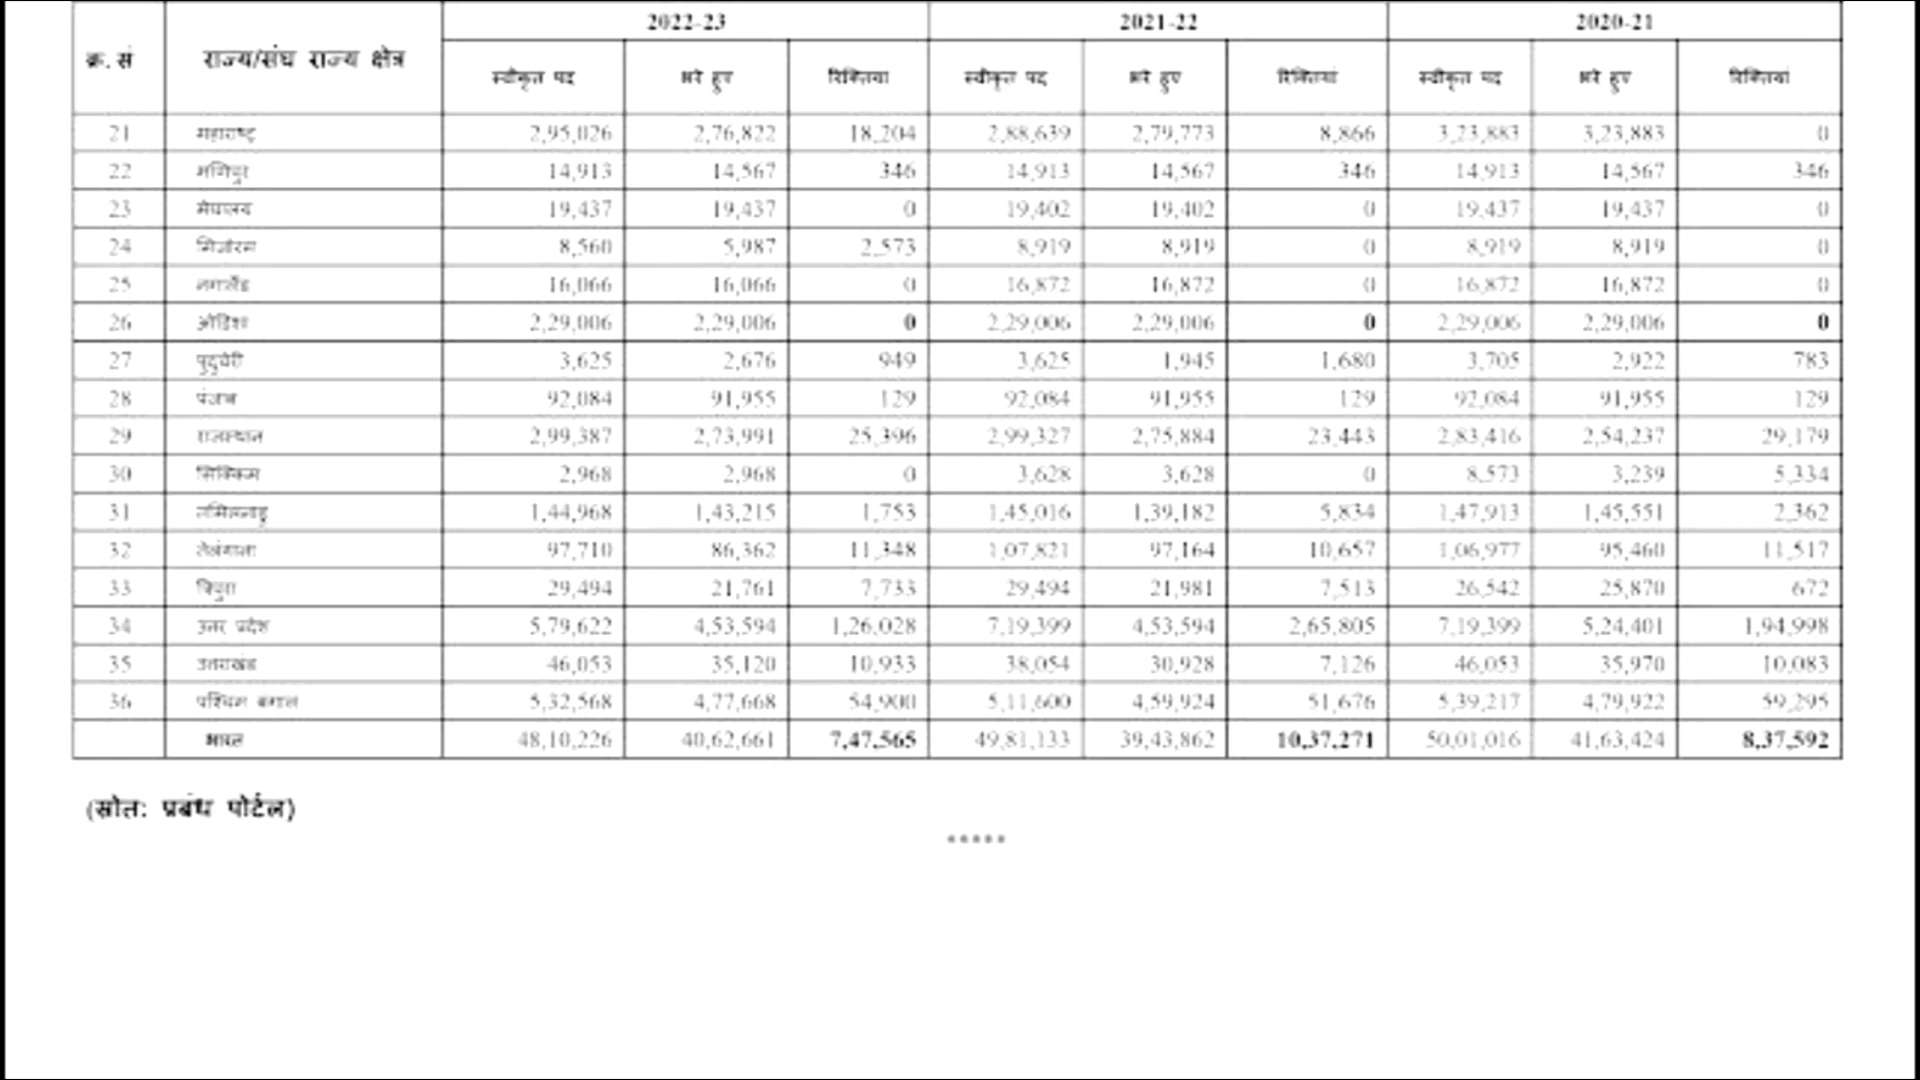 2022-23 2021-22 2020-21
क्र.सं राज्य/संघ राज्य क्षेत्र स्वीकृत पद भरे हुए रिक्तियां स्वीकृत पद भरे हुए रिक्तियां स्वीकृत पद भरे हुए रिक्तियां
21 महाराष्ट्र 2,95,026 2,76,822 18,204 2,88,639 2,79,773 8,866 3,23,883 3,23,883 0
22 मणिपुर 14,913 14,567 346 14,913 14,567 346 14,913 14,567 346
23 मेघालय 19,437 19,437 0 19,402 19,402 0 19,437 19,437 0
24 मिजोरम 8,560 5,987 2,573 8,919 8,919 0 8,919 8,919 0
25 नगालैंड 16,066 16,066 0 16,872 16,872 0 16,872 16,872 0
26 ओडिशा 2,29,006 2,29,006 0 2,29,006 2,29,006 0 2,29,006 2,29,006 0
27 पुदुचेरी 3,625 2,676 949 3,625 1,945 1,680 3,705 2,922 783
28 पंजाब 92,084 91,955 129 92,084 91,955 129 92,084 91,955 129
29 राजस्थान 2,99,387 2,73,991 25,396 2,99,327 2,75,884 23,443 2,83,416 2,54,237 29,179
30 सिक्किम 2,968 2,968 0 3,628 3,628 0 8,573 3,239 5,334
31 तमिलनाडु 1,44,968 1,43,215 1,753 1,45,016 1,39,182 5,834 1,47,913 1,45,551 2,362
32 तेलंगाना 97,710 86,362 11,348 1,07,821 97,164 10,657 1,06,977 95,460 11,517
33 त्रिपुरा 29,494 21,761 7,733 29,494 21,981 7,513 26,542 25,870 672
34 उत्तर प्रदेश 5,79,622 4,53,594 1,26,028 7,19,399 4,53,594 2,65,805 7,19,399 5,24,401 1,94,998
35 उत्तराखंड 46,053 35,120 10,933 38,054 30,928 7,126 46,053 35,970 10,083
36 पश्चिम बंगाल 5,32,568 4,77,668 54,900 5,11,600 4,59,924 51,676 5,39,217 4,79,922 59,295
भारत 48,10,226 40,62,661 7,47,565 49,81,133 39,43,862 10,37,271 50,01,016 41,63,424 8,37,592
(स्रोत: प्रबंध पोर्टल)
*****